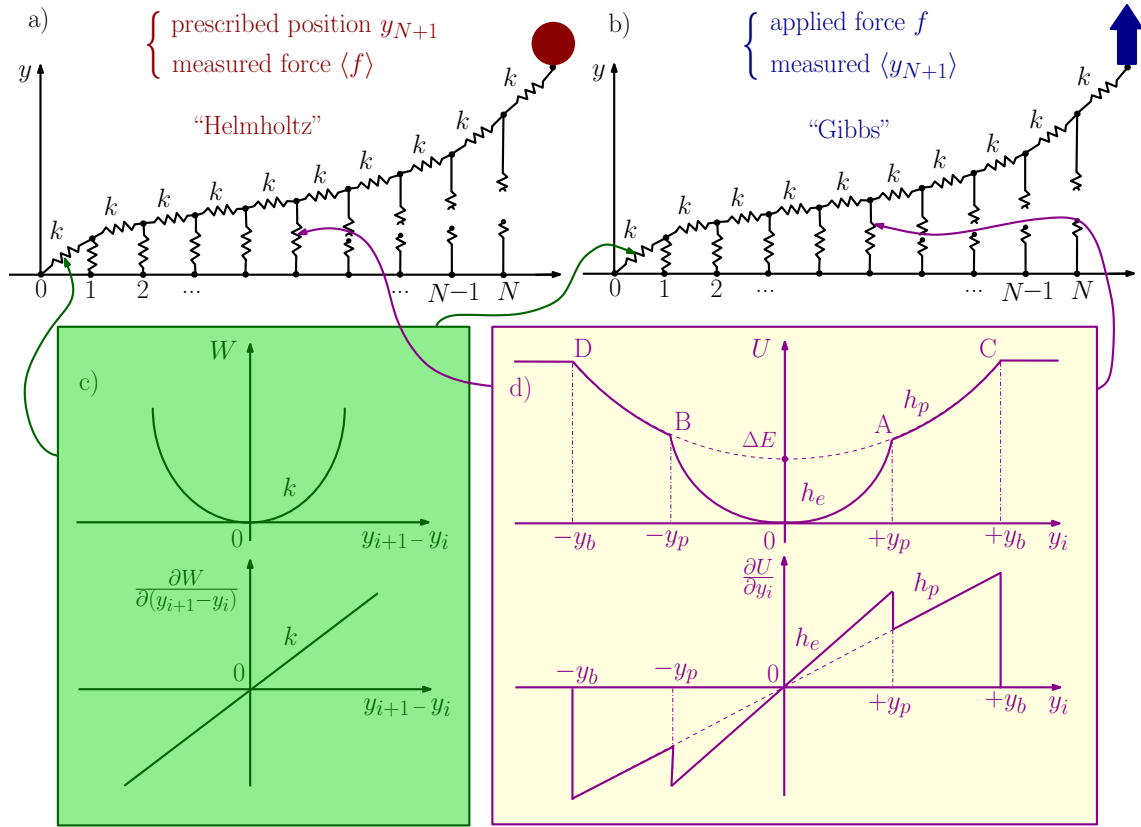 a)
prescribed position y_{N+1}
measured force ⟨f⟩
"Helmholtz"
y
k
k
k
k
k
k
k
k
k
k
0
1
2
...
...
N−1
N
b)
applied force f
measured ⟨y_{N+1}⟩
"Gibbs"
y
k
k
k
k
k
k
k
k
k
k
0
1
2
...
...
N−1
N
c)
W
k
0
y_{i+1} − y_i
∂W
∂(y_{i+1}−y_i)
k
0
y_{i+1} − y_i
d)
U
D
C
h_p
B
A
ΔE
h_e
−y_b
−y_p
0
+y_p
+y_b
y_i
∂U
∂y_i
h_p
h_e
−y_b
−y_p
0
+y_p
+y_b
y_i